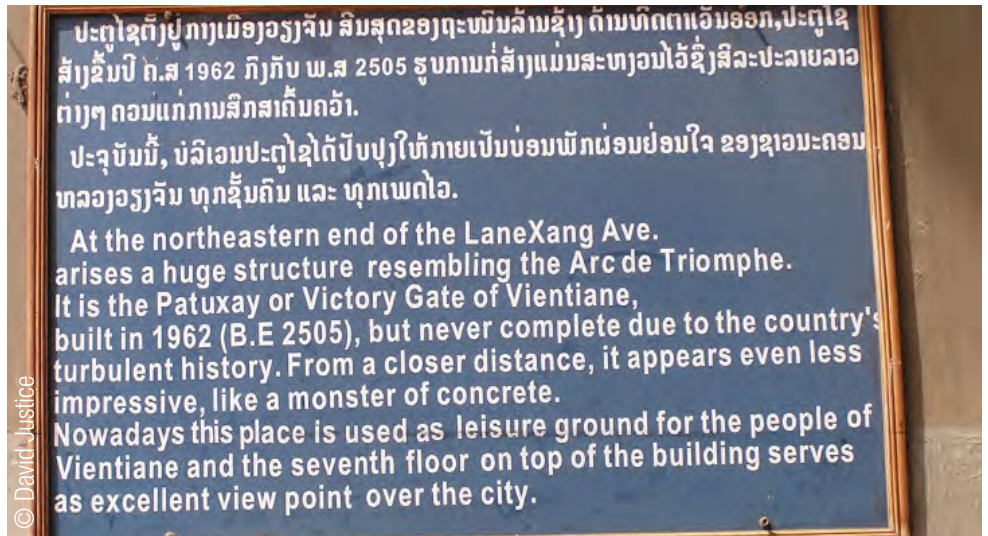 ປະຕູໄຊຕັ້ງຢູ່ກາງເມືອງວຽງຈັນ ສິ້ນສຸດຂອງຖະໜົນລ້ານຊ້າງ ດ້ານທິດຕາເວັນອອກ,ປະຕູໄຊ
ສ້າງຂຶ້ນປີ ຄ.ສ 1962 ກົງກັບ ພ.ສ 2505 ຮູບການກໍ່ສ້າງແມ່ນສະຫງວນໄວ້ຊຶ່ງສິລະປະລາຍລາວ
ຕ່າງໆ ຄວນແກ່ການສຶກສາຄົ້ນຄວ້າ.
ປະຈຸບັນນີ້, ບໍລິເວນປະຕູໄຊໄດ້ປັບປຸງໃຫ້ກາຍເປັນບ່ອນພັກຜ່ອນຢ່ອນໃຈ ຂອງຊາວນະຄອນ
ຫລວງວຽງຈັນ ທຸກຊັ້ນຄົນ ແລະ ທຸກເພດໄວ.
At the northeastern end of the LaneXang Ave.
arises a huge structure resembling the Arc de Triomphe.
It is the Patuxay or Victory Gate of Vientiane,
built in 1962 (B.E 2505), but never complete due to the country's
turbulent history. From a closer distance, it appears even less
impressive, like a monster of concrete.
Nowadays this place is used as leisure ground for the people of
Vientiane and the seventh floor on top of the building serves
as excellent view point over the city.
© David Justice